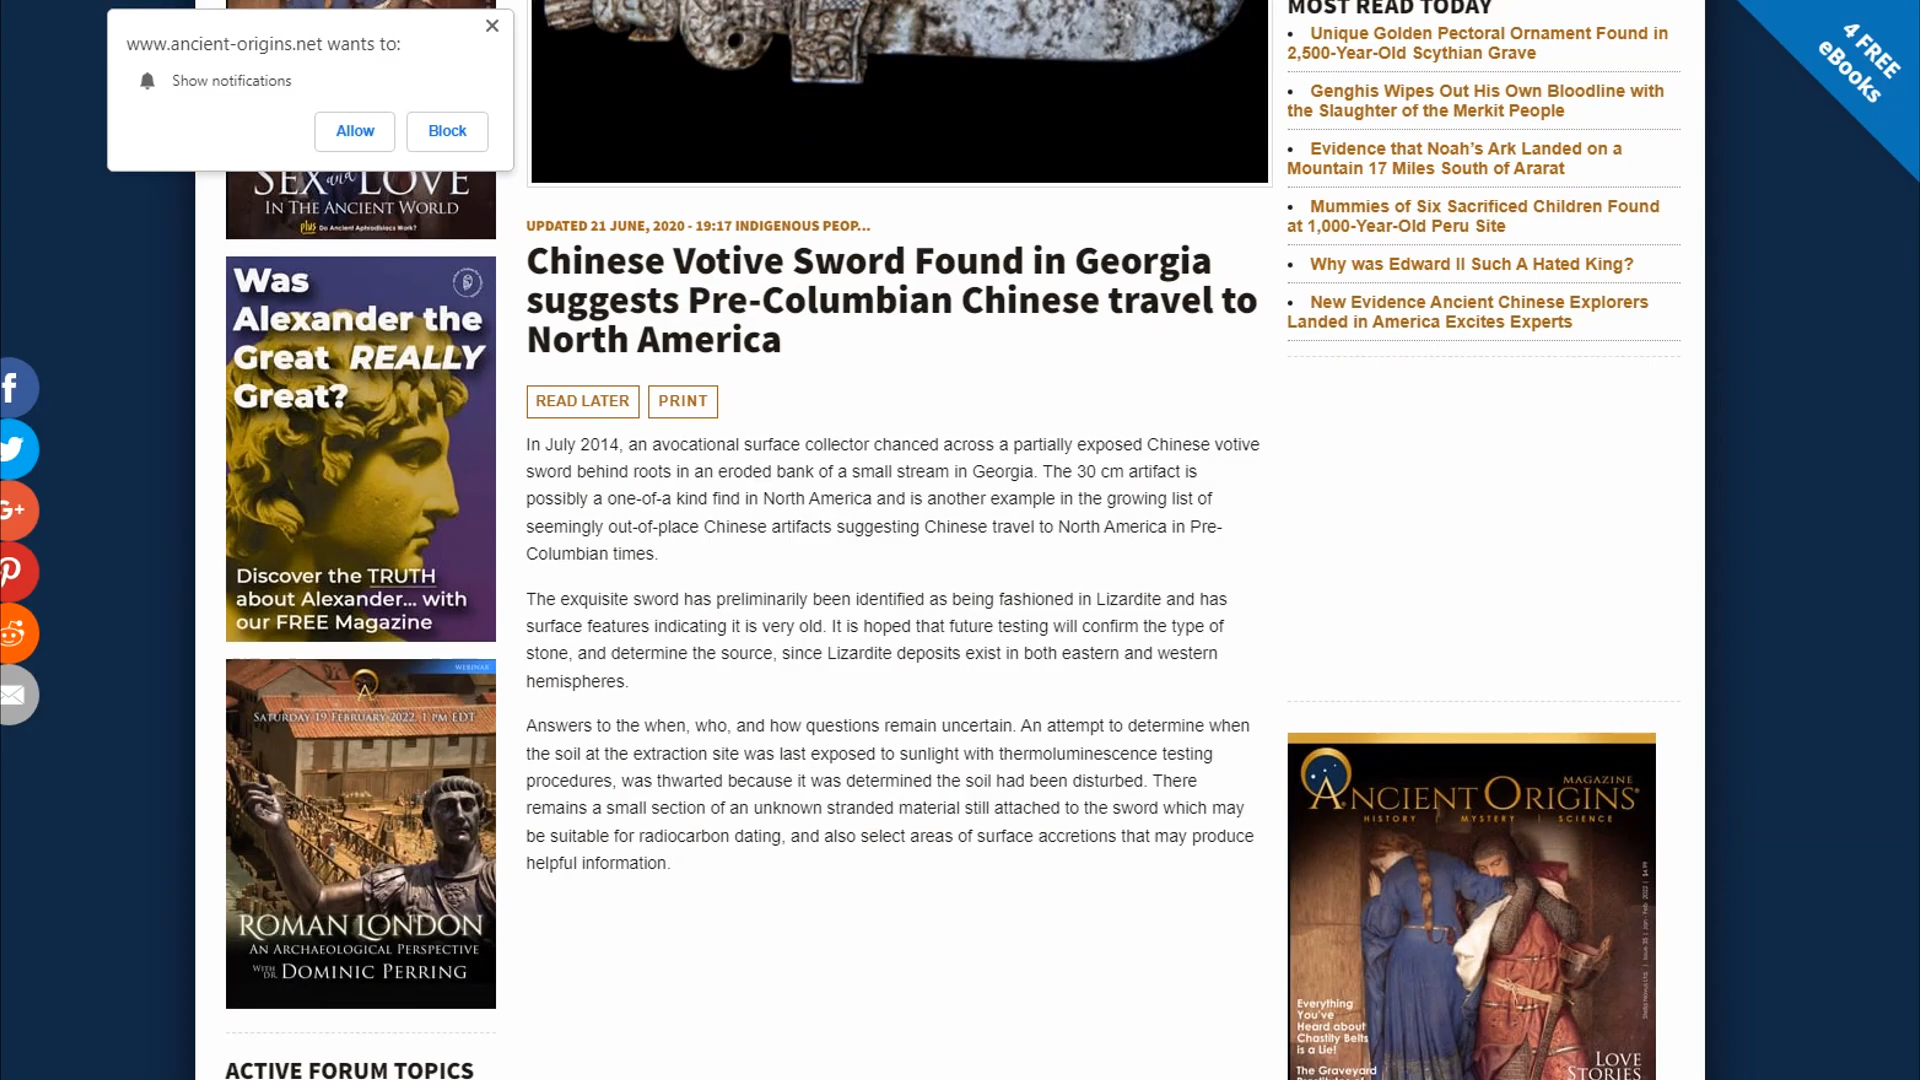 www.ancient-origins.net wants to:
Show notifications
Allow
Block
SEX and LOVE
IN THE ANCIENT WORLD
plus Do Ancient Aphrodisiacs Work?
Was
Alexander the
Great REALLY
Great?
Discover the TRUTH
about Alexander... with
our FREE Magazine
WEBINAR
SATURDAY 19 FEBRUARY 2022, 1 PM EDT
ROMAN LONDON
AN ARCHAEOLOGICAL PERSPECTIVE
WITH DR. DOMINIC PERRING
ACTIVE FORUM TOPICS
UPDATED 21 JUNE, 2020 - 19:17 INDIGENOUS PEOP...
Chinese Votive Sword Found in Georgia
suggests Pre-Columbian Chinese travel to
North America
READ LATER
PRINT
In July 2014, an avocational surface collector chanced across a partially exposed Chinese votive
sword behind roots in an eroded bank of a small stream in Georgia. The 30 cm artifact is
possibly a one-of-a kind find in North America and is another example in the growing list of
seemingly out-of-place Chinese artifacts suggesting Chinese travel to North America in Pre-
Columbian times.
The exquisite sword has preliminarily been identified as being fashioned in Lizardite and has
surface features indicating it is very old. It is hoped that future testing will confirm the type of
stone, and determine the source, since Lizardite deposits exist in both eastern and western
hemispheres.
Answers to the when, who, and how questions remain uncertain. An attempt to determine when
the soil at the extraction site was last exposed to sunlight with thermoluminescence testing
procedures, was thwarted because it was determined the soil had been disturbed. There
remains a small section of an unknown stranded material still attached to the sword which may
be suitable for radiocarbon dating, and also select areas of surface accretions that may produce
helpful information.
MOST READ TODAY
• Unique Golden Pectoral Ornament Found in
2,500-Year-Old Scythian Grave
• Genghis Wipes Out His Own Bloodline with
the Slaughter of the Merkit People
• Evidence that Noah's Ark Landed on a
Mountain 17 Miles South of Ararat
• Mummies of Six Sacrificed Children Found
at 1,000-Year-Old Peru Site
• Why was Edward II Such A Hated King?
• New Evidence Ancient Chinese Explorers
Landed in America Excites Experts
4 FREE
eBooks
ANCIENT ORIGINS
MAGAZINE
HISTORY | MYSTERY | SCIENCE
Everything
You've
Heard about
Chastity Belts
is a Lie!
The Graveyard
LOVE
STORIES